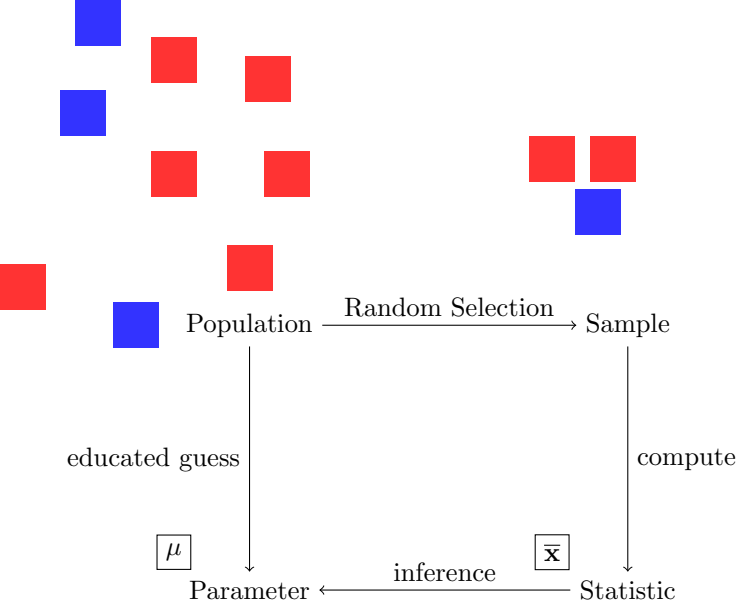 Random Selection
Population
Sample
educated guess
compute
μ
x̅
inference
Parameter
Statistic